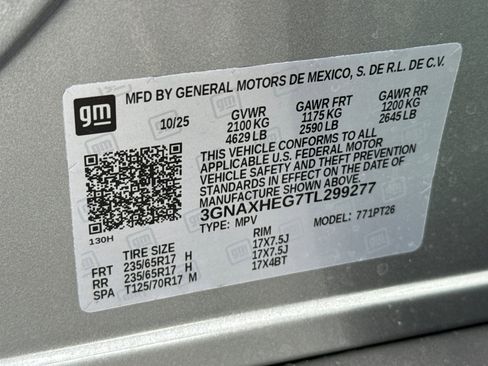 gm
MFD BY GENERAL MOTORS DE MEXICO, S. DE R.L. DE C.V.
10/25 GVWR GAWR FRT GAWR RR
2100 KG 1175 KG 1200 KG
4629 LB 2590 LB 2645 LB
THIS VEHICLE CONFORMS TO ALL
APPLICABLE U.S. FEDERAL MOTOR
VEHICLE SAFETY AND THEFT PREVENTION
STANDARDS IN EFFECT ON THE DATE OF
MANUFACTURE SHOWN ABOVE.
3GNAXHEG7TL299277
TYPE: MPV MODEL: 771PT26
130H
TIRE SIZE RIM
FRT 235/65R17 H 17X7.5J
RR 235/65R17 H 17X7.5J
SPA T125/70R17 M 17X4BT